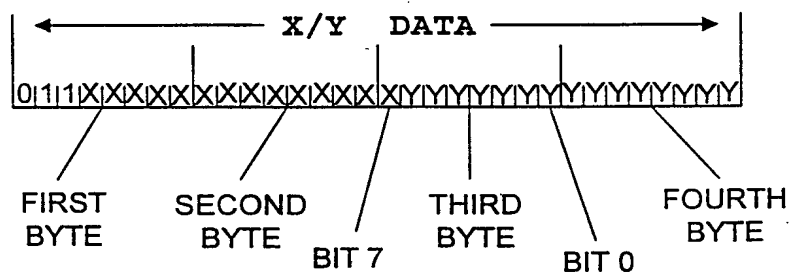 X/Y DATA
0|1|1|X|X|X|X|X|X|X|X|X|X|X|X|X|X|Y|Y|Y|Y|Y|Y|Y|Y|Y|Y|Y|Y|Y|Y|Y
FIRST BYTE
SECOND BYTE
BIT 7
THIRD BYTE
BIT 0
FOURTH BYTE